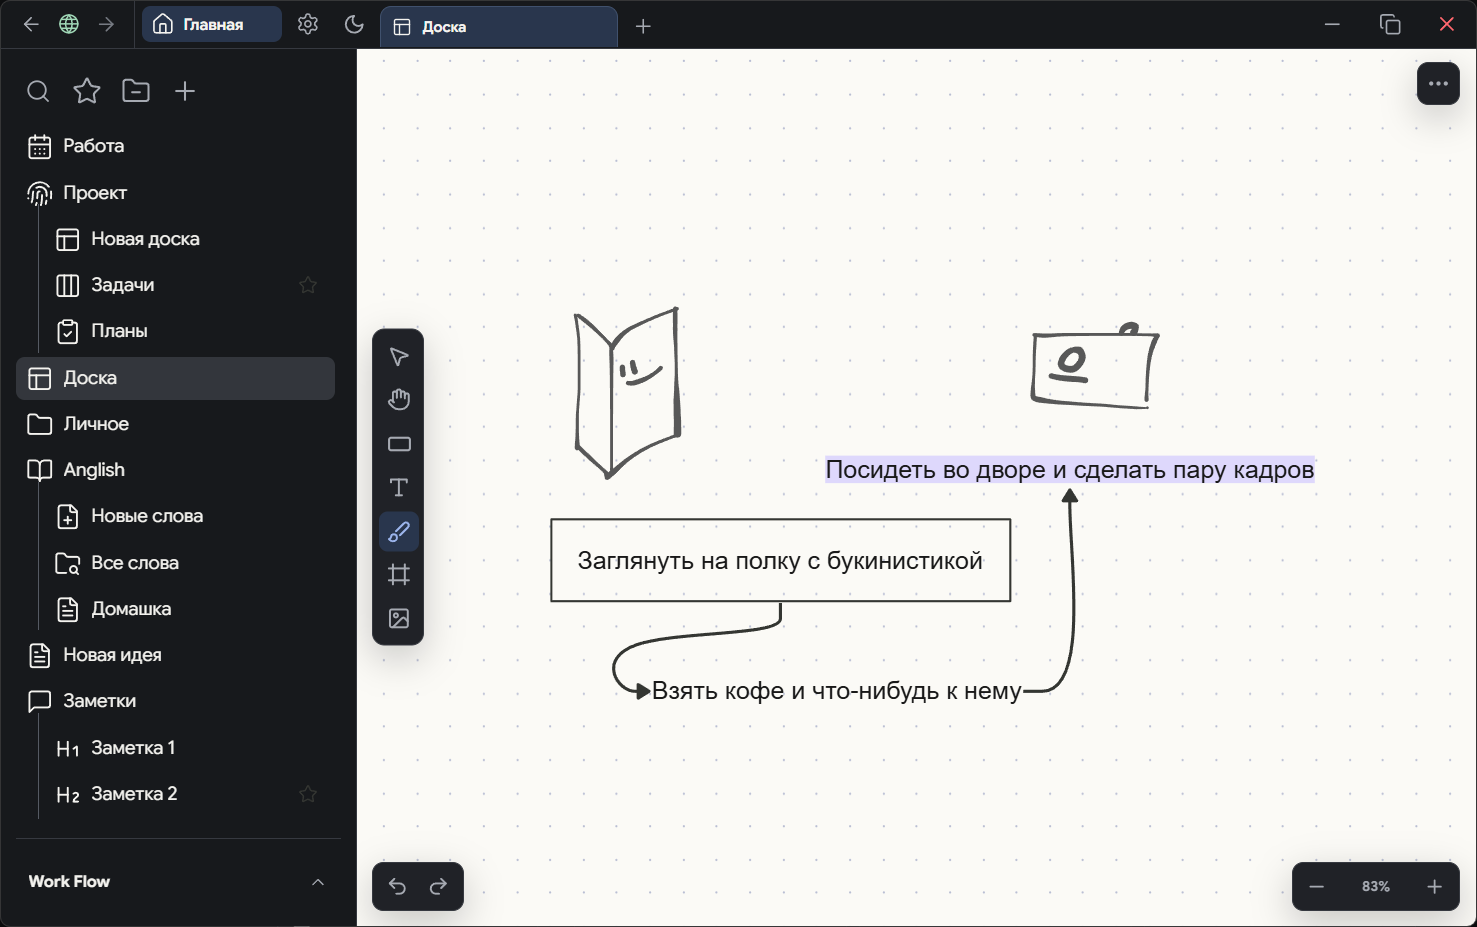 Главная
Доска
Работа
Проект
Новая доска
Задачи
Планы
Доска
Личное
Anglish
Новые слова
Все слова
Домашка
Новая идея
Заметки
H1 Заметка 1
H2 Заметка 2
Work Flow
Посидеть во дворе и сделать пару кадров
Заглянуть на полку с букинистикой
Взять кофе и что-нибудь к нему
83%